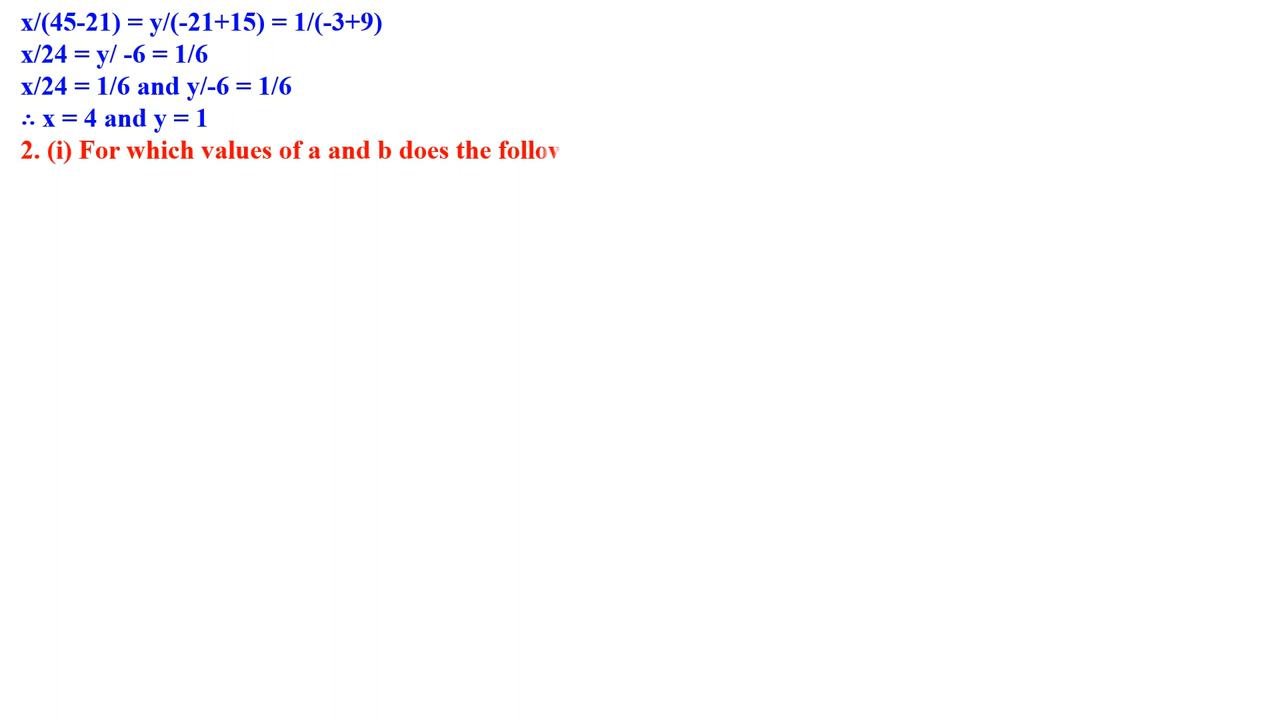 x/(45-21) = y/(-21+15) = 1/(-3+9)
x/24 = y/ -6 = 1/6
x/24 = 1/6 and y/-6 = 1/6
∴ x = 4 and y = 1
2. (i) For which values of a and b does the